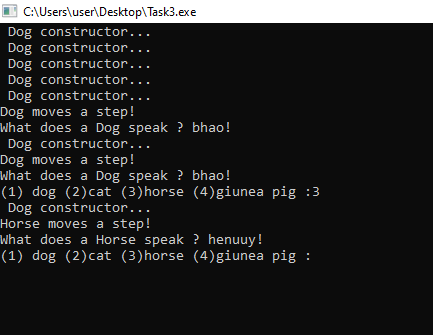 C:\Users\user\Desktop\Task3.exe
Dog constructor...
Dog constructor...
Dog constructor...
Dog constructor...
Dog constructor...
Dog moves a step!
What does a Dog speak ? bhao!
Dog constructor...
Dog moves a step!
What does a Dog speak ? bhao!
(1) dog (2)cat (3)horse (4)giunea pig :3
Dog constructor...
Horse moves a step!
What does a Horse speak ? henuuy!
(1) dog (2)cat (3)horse (4)giunea pig :